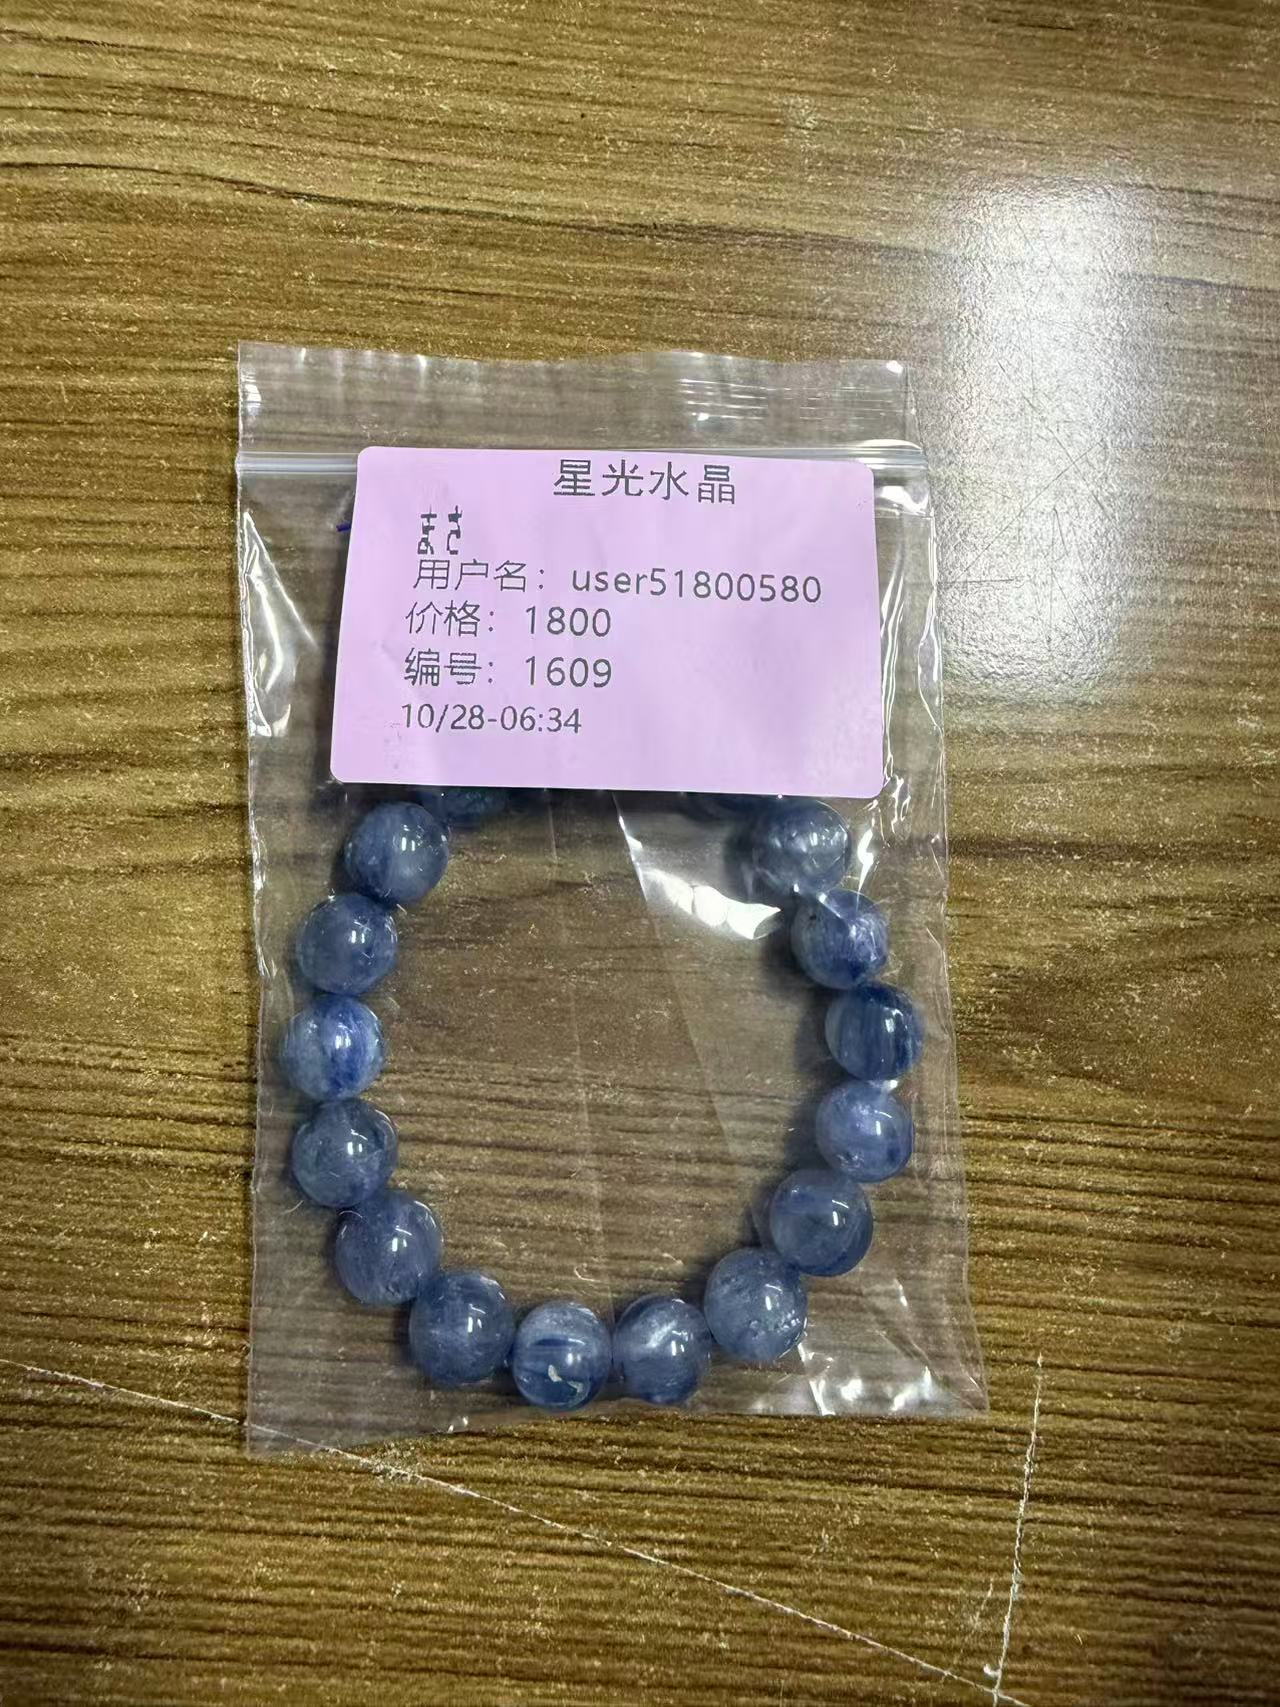 星光水晶
まさ
用户名：user51800580
价格：1800
编号：1609
10/28-06:34